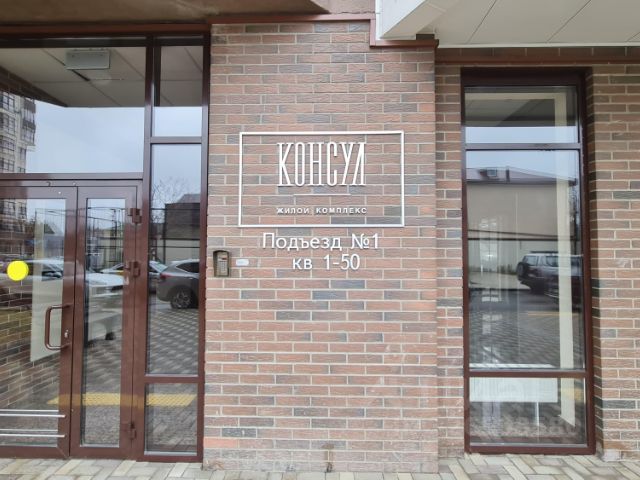 КОНСУЛ
ЖИЛОЙ КОМПЛЕКС
Подъезд №1
кв 1-50